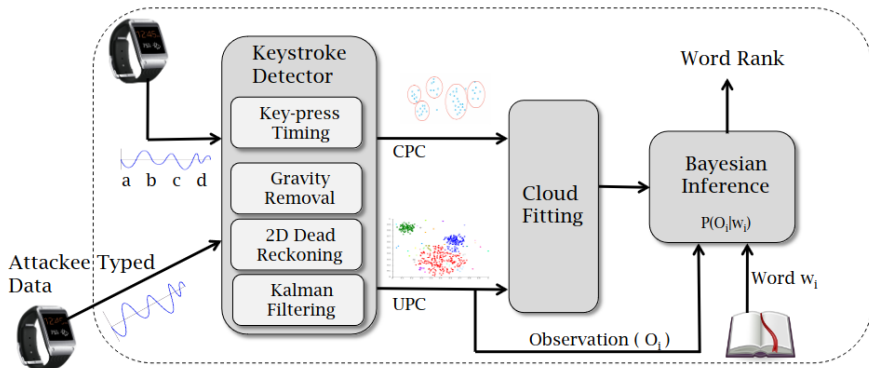 Keystroke
Detector
Key-press
Timing
Gravity
Removal
2D Dead
Reckoning
Kalman
Filtering
a b c d
Attackee Typed
Data
CPC
UPC
Cloud
Fitting
Observation ( Oi )
Word Rank
Bayesian
Inference
P(Oi|wi)
Word wi